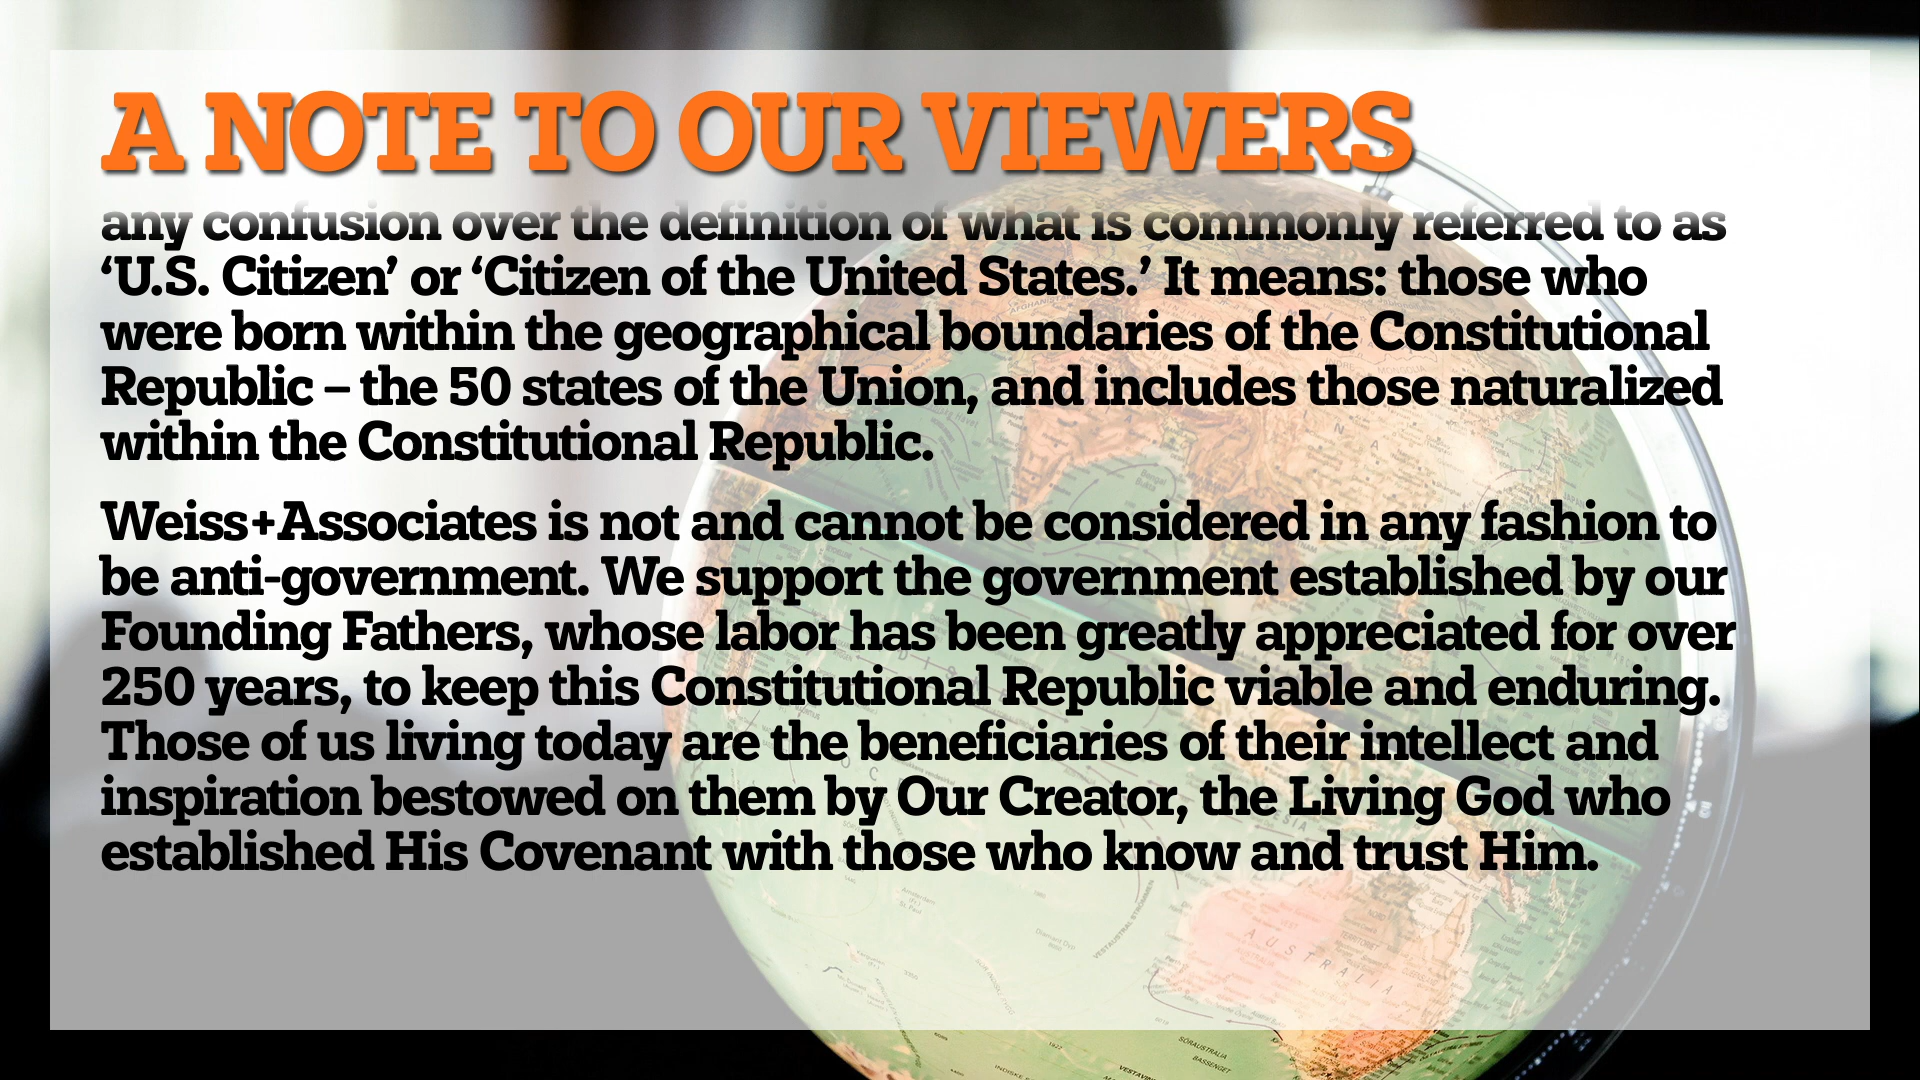 A NOTE TO OUR VIEWERS
any confusion over the definition of what is commonly referred to as
‘U.S. Citizen’ or ‘Citizen of the United States.’ It means: those who
were born within the geographical boundaries of the Constitutional
Republic – the 50 states of the Union, and includes those naturalized
within the Constitutional Republic.
Weiss+Associates is not and cannot be considered in any fashion to
be anti-government. We support the government established by our
Founding Fathers, whose labor has been greatly appreciated for over
250 years, to keep this Constitutional Republic viable and enduring.
Those of us living today are the beneficiaries of their intellect and
inspiration bestowed on them by Our Creator, the Living God who
established His Covenant with those who know and trust Him.
AUSTRALIA
SÖRAUSTRALIA
BASSENGET